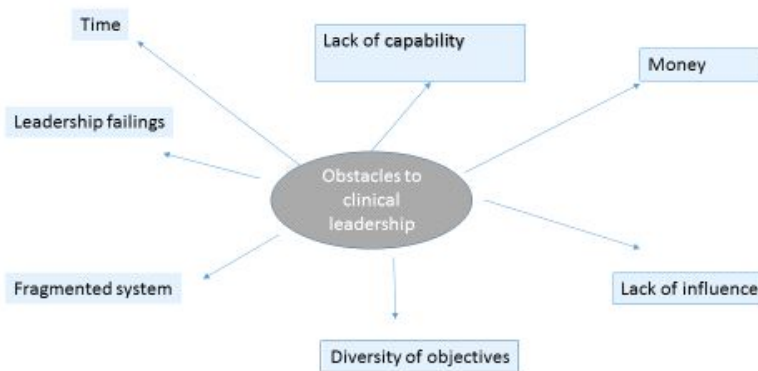 Time
Lack of capability
Money
Leadership failings
Obstacles to
clinical
leadership
Fragmented system
Lack of influence
Diversity of objectives